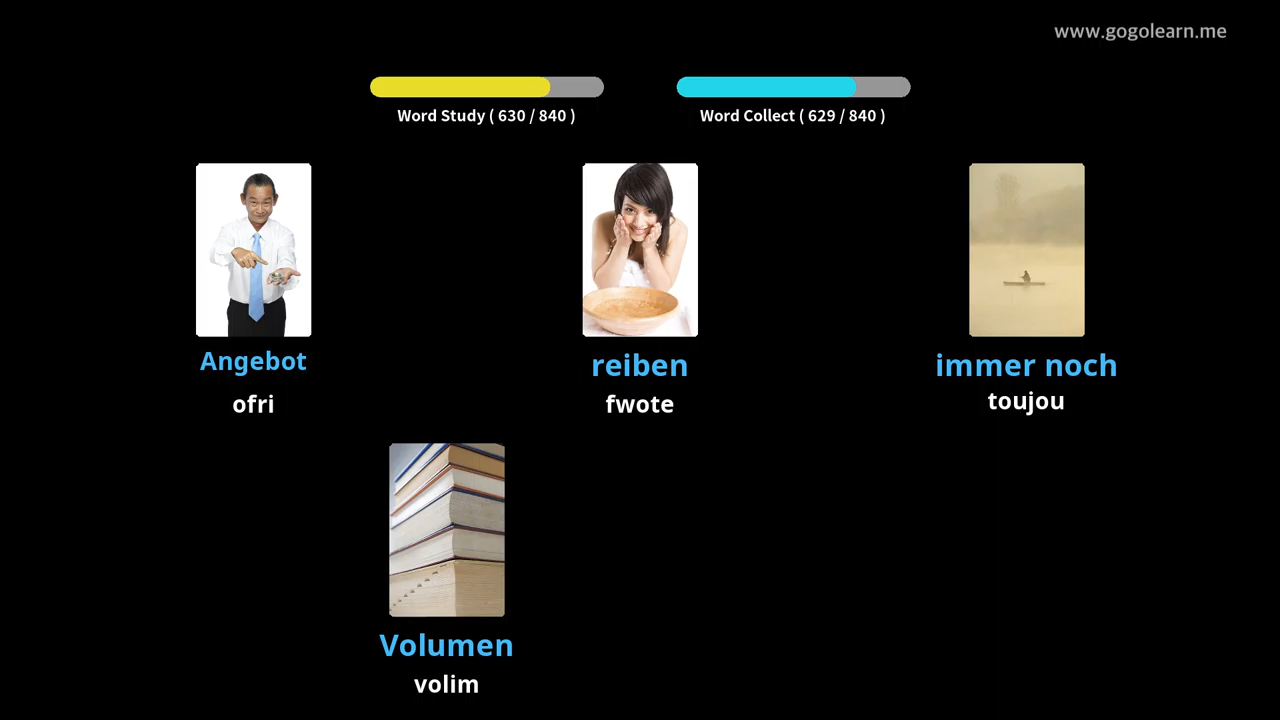 www.gogolearn.me
Word Study ( 630 / 840 )
Word Collect ( 629 / 840 )
Angebot
ofri
reiben
fwote
immer noch
toujou
Volumen
volim